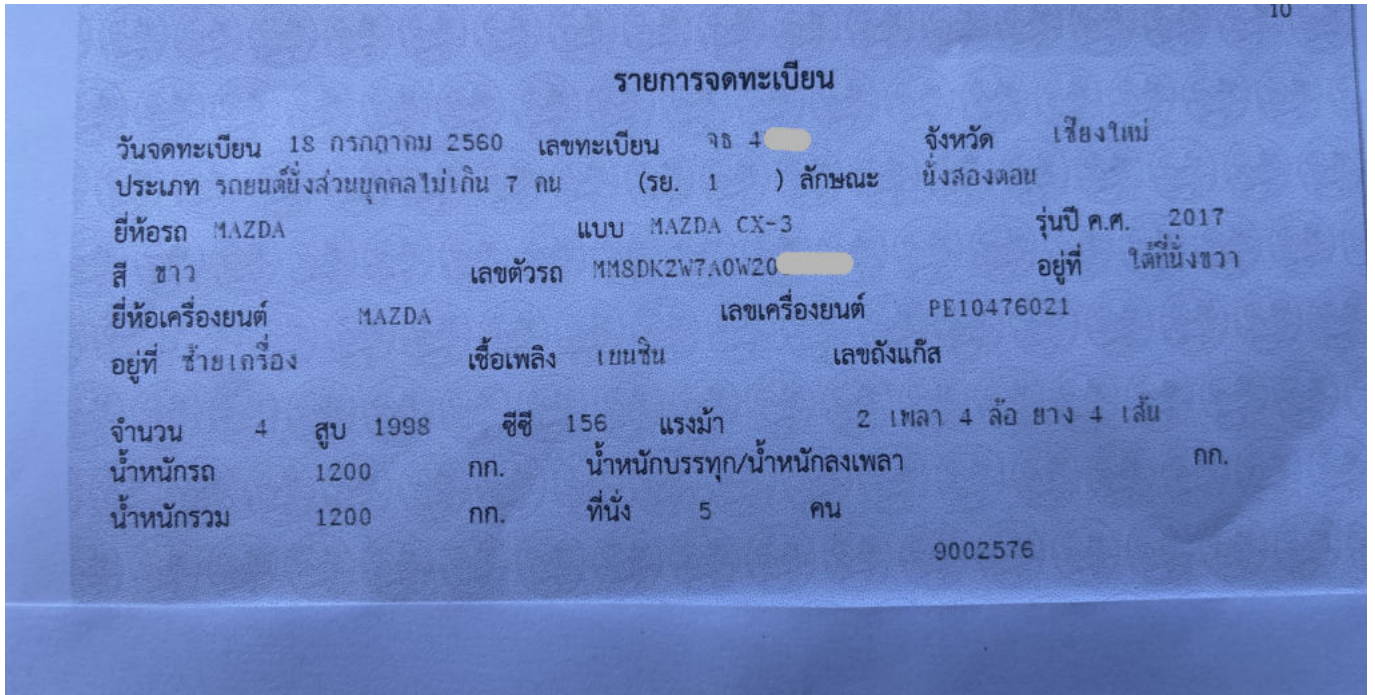 10
รายการจดทะเบียน
วันจดทะเบียน 18 กรกฎาคม 2560 เลขทะเบียน จธ 4 จังหวัด เชียงใหม่
ประเภท รถยนต์นั่งส่วนบุคคลไม่เกิน 7 คน (รย. 1 ) ลักษณะ นั่งสองตอน
ยี่ห้อรถ MAZDA แบบ MAZDA CX-3 รุ่นปี ค.ศ. 2017
สี ขาว เลขตัวรถ MM8DK2W7A0W20 อยู่ที่ ใต้ที่นั่งขวา
ยี่ห้อเครื่องยนต์ MAZDA เลขเครื่องยนต์ PE10476021
อยู่ที่ ซ้ายเครื่อง เชื้อเพลิง เบนซิน เลขถังแก๊ส
จำนวน 4 สูบ 1998 ซีซี 156 แรงม้า 2 เพลา 4 ล้อ ยาง 4 เส้น
น้ำหนักรถ 1200 กก. น้ำหนักบรรทุก/น้ำหนักลงเพลา กก.
น้ำหนักรวม 1200 กก. ที่นั่ง 5 คน
9002576